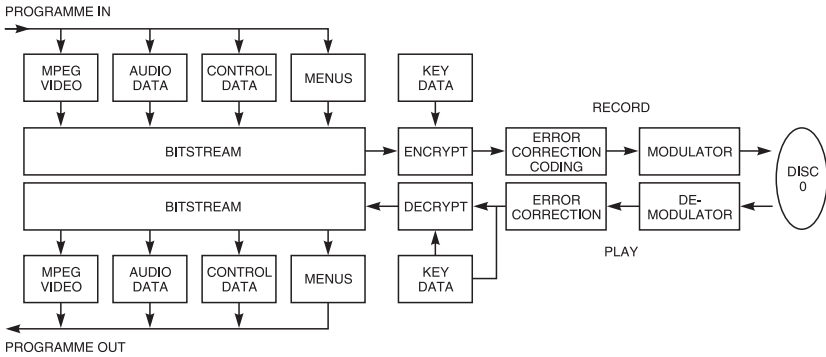 PROGRAMME IN
MPEG
VIDEO
AUDIO
DATA
CONTROL
DATA
MENUS
KEY
DATA
RECORD
BITSTREAM
ENCRYPT
ERROR
CORRECTION
CODING
MODULATOR
DISC
0
BITSTREAM
DECRYPT
ERROR
CORRECTION
DE-
MODULATOR
PLAY
MPEG
VIDEO
AUDIO
DATA
CONTROL
DATA
MENUS
KEY
DATA
PROGRAMME OUT